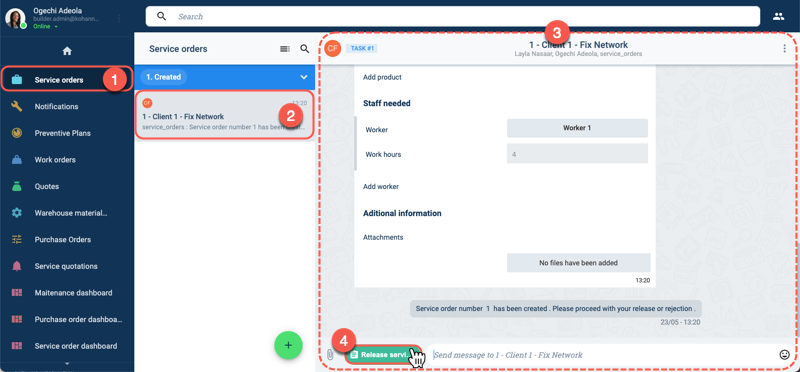 Ogechi Adeola
builder.admin@koharn...
Online
Search
Service orders
1
Notifications
Preventive Plans
Work orders
Quotes
Warehouse material...
Purchase Orders
Service quotations
Maitenance dashboard
Purchase order dashboa...
Service order dashboard
Service orders
1. Created
CF
13:20
1 - Client 1 - Fix Network
service_orders : Service order number 1 has been
2
+
3
CF
TASK #1
1 - Client 1 - Fix Network
Layla Nassar, Ogechi Adeola, service_orders
Add product
Staff needed
Worker
Worker 1
Work hours
4
Add worker
Aditional information
Attachments
No files have been added
13:20
Service order number 1 has been created . Please proceed with your release or rejection .
23/05 - 13:20
4
Release servi...
Send message to 1 - Client 1 - Fix Network